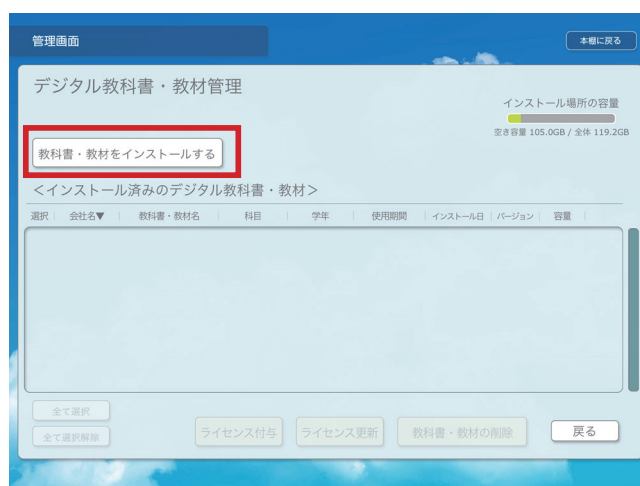 管理画面
本棚に戻る
デジタル教科書・教材管理
インストール場所の容量
空き容量 105.0GB / 全体 119.2GB
教科書・教材をインストールする
＜インストール済みのデジタル教科書・教材＞
選択 会社名▼ 教科書・教材名 科目 学年 使用期間 インストール日 バージョン 容量
全て選択
全て選択解除
ライセンス付与 ライセンス更新 教科書・教材の削除 戻る